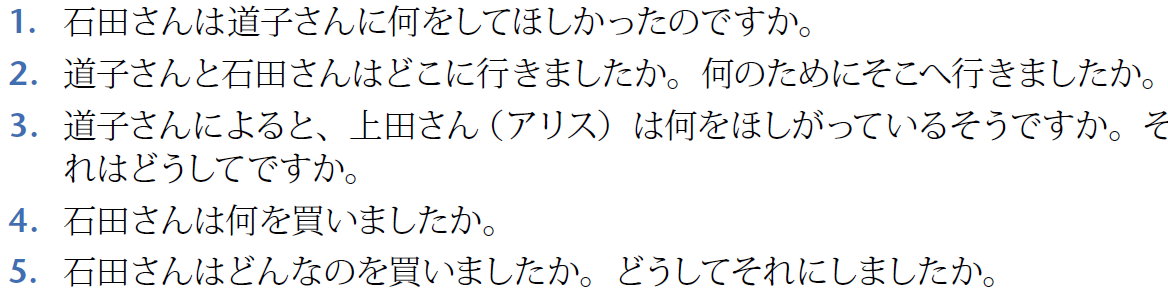 1. 石田さんは道子さんに何をしてほしかったのですか。
2. 道子さんと石田さんはどこに行きましたか。何のためにそこへ行きましたか。
3. 道子さんによると、上田さん（アリス）は何をほしがっているそうですか。そ
れはどうしてですか。
4. 石田さんは何を買いましたか。
5. 石田さんはどんなのを買いましたか。どうしてそれにしましたか。